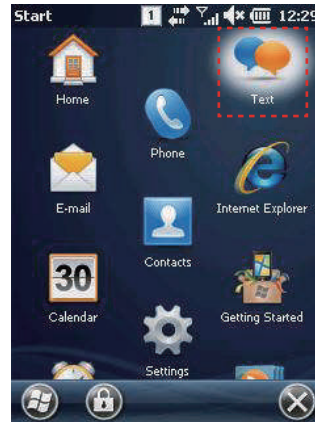 Start 1 12:29
Home
Text
Phone
E-mail
Internet Explorer
Contacts
30
Calendar
Getting Started
Settings